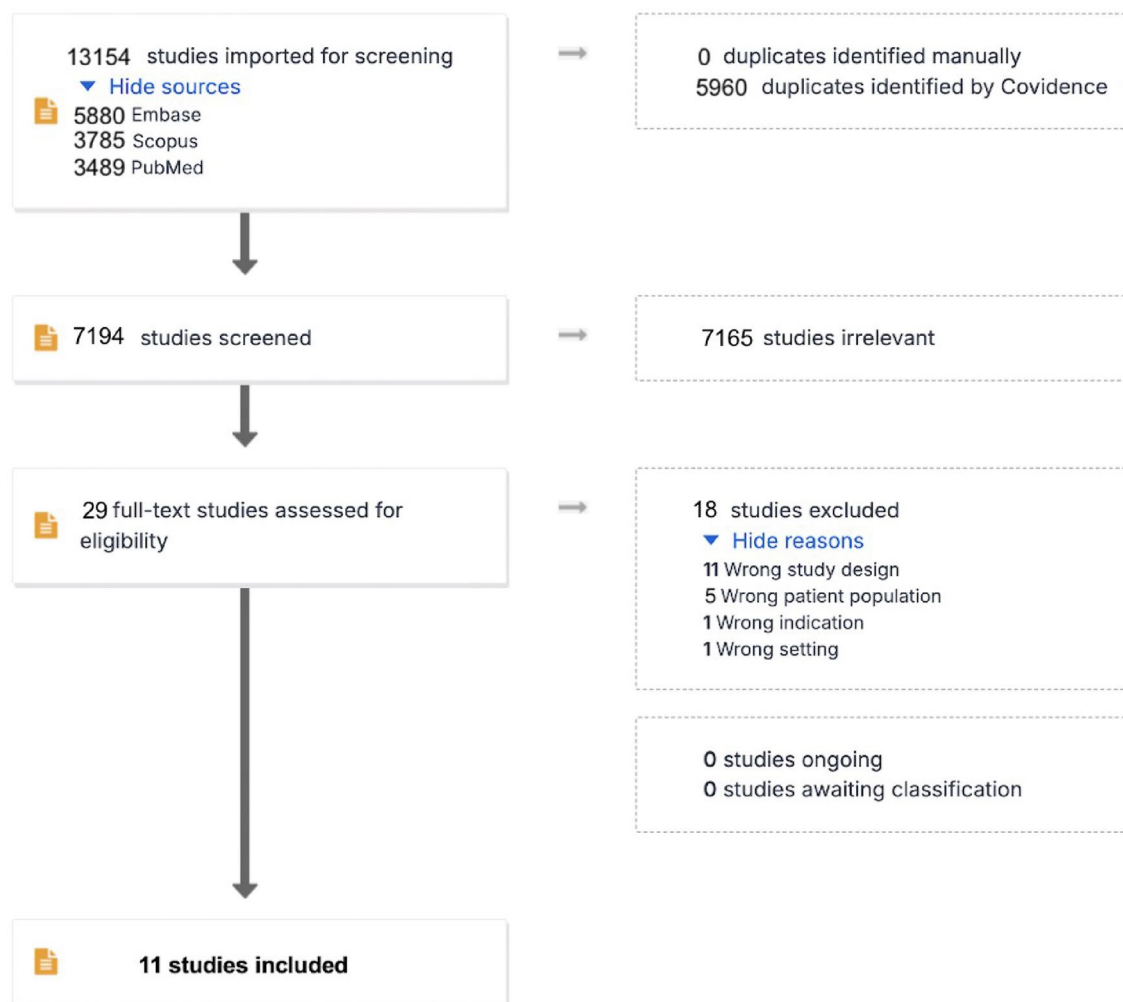 13154 studies imported for screening
Hide sources
5880 Embase
3785 Scopus
3489 PubMed
0 duplicates identified manually
5960 duplicates identified by Covidence
7194 studies screened
7165 studies irrelevant
29 full-text studies assessed for
eligibility
18 studies excluded
Hide reasons
11 Wrong study design
5 Wrong patient population
1 Wrong indication
1 Wrong setting
0 studies ongoing
0 studies awaiting classification
11 studies included